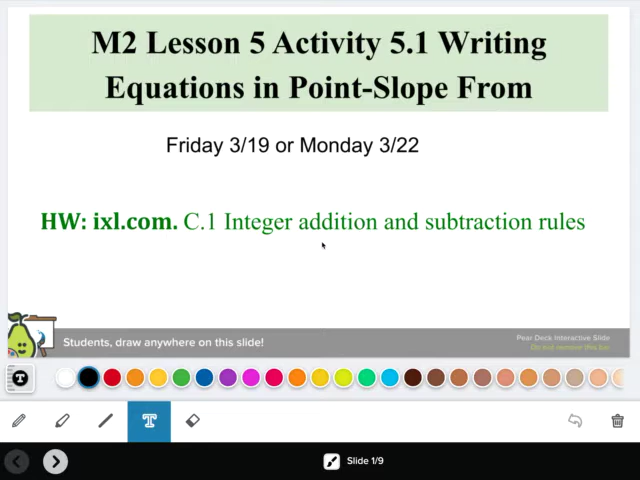 M2 Lesson 5 Activity 5.1 Writing
Equations in Point-Slope From
Friday 3/19 or Monday 3/22
HW: ixl.com. C.1 Integer addition and subtraction rules
Students, draw anywhere on this slide!
Pear Deck Interactive Slide
Do not remove this bar
T
T
Slide 1/9